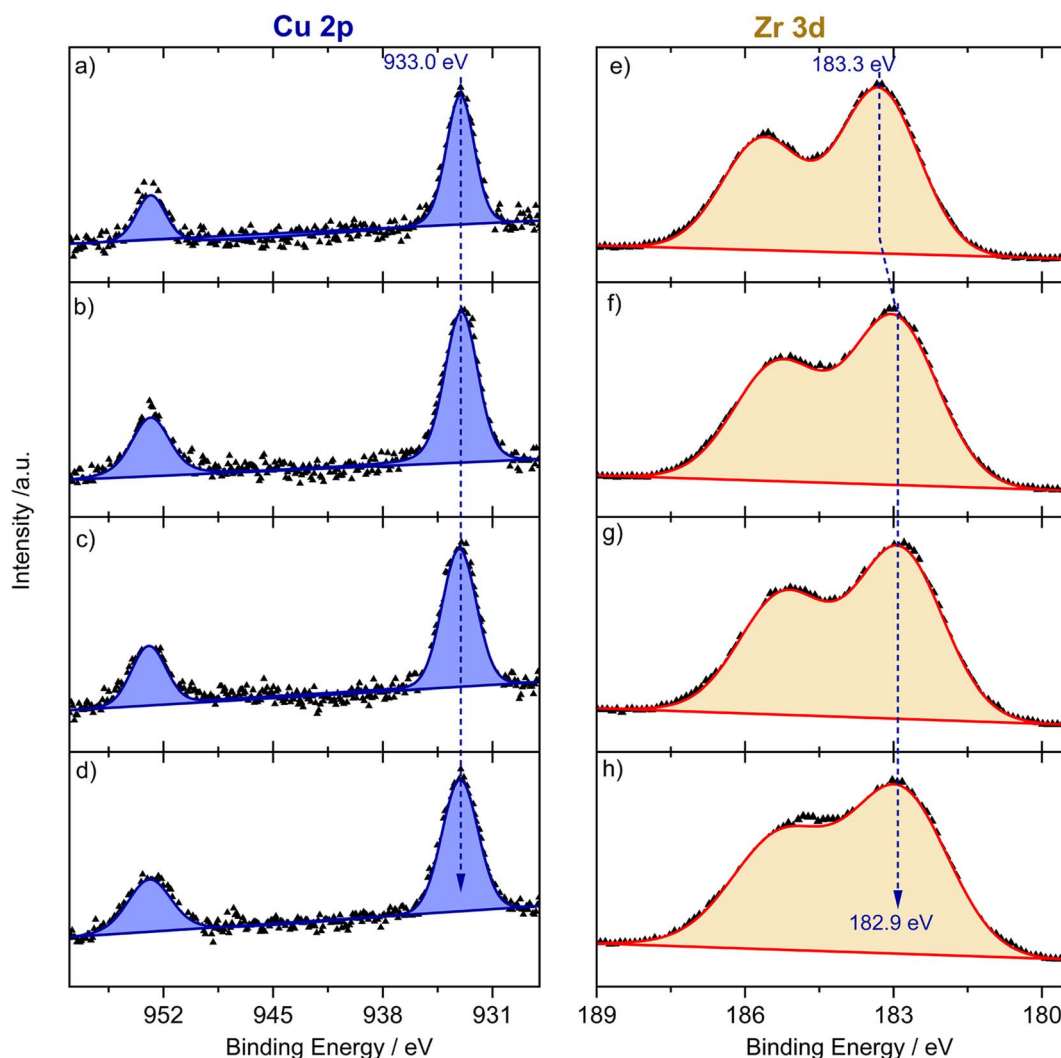 Cu 2p
Zr 3d
a)
933.0 eV
e)
183.3 eV
b)
f)
c)
g)
d)
h)
182.9 eV
Intensity /a.u.
952
945
938
931
189
186
183
180
Binding Energy / eV
Binding Energy / eV